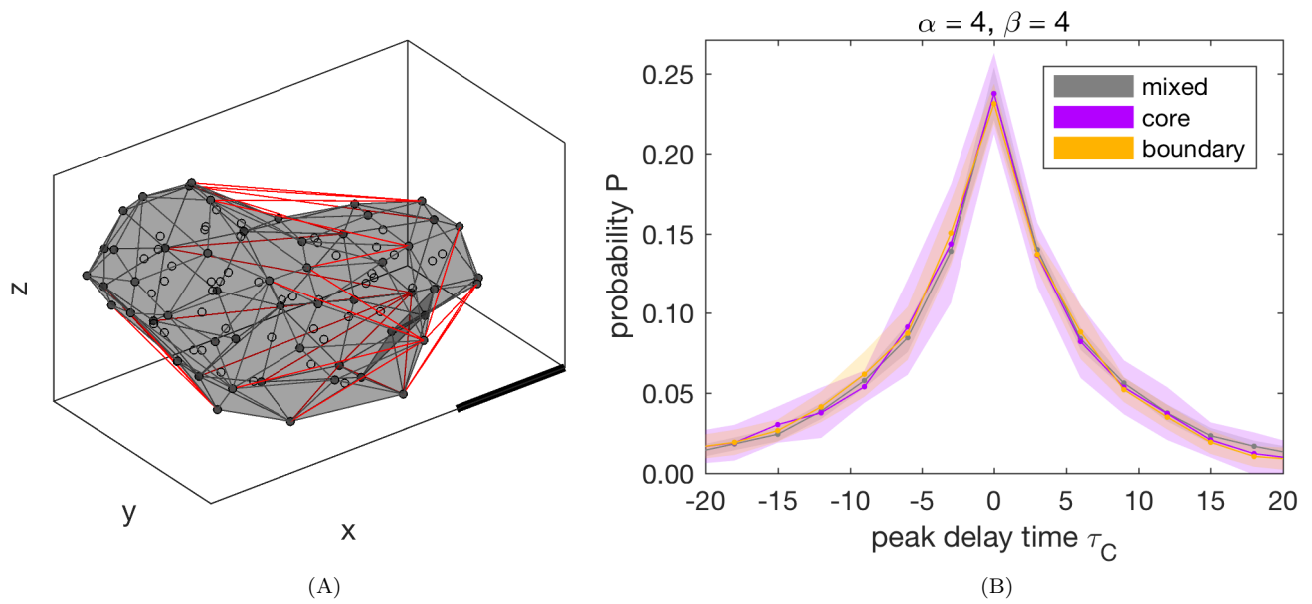 z
y
x
(A)
α = 4, β = 4
probability P
0.25
0.20
0.15
0.10
0.05
0.00
mixed
core
boundary
-20 -15 -10 -5 0 5 10 15 20
peak delay time τ_C
(B)